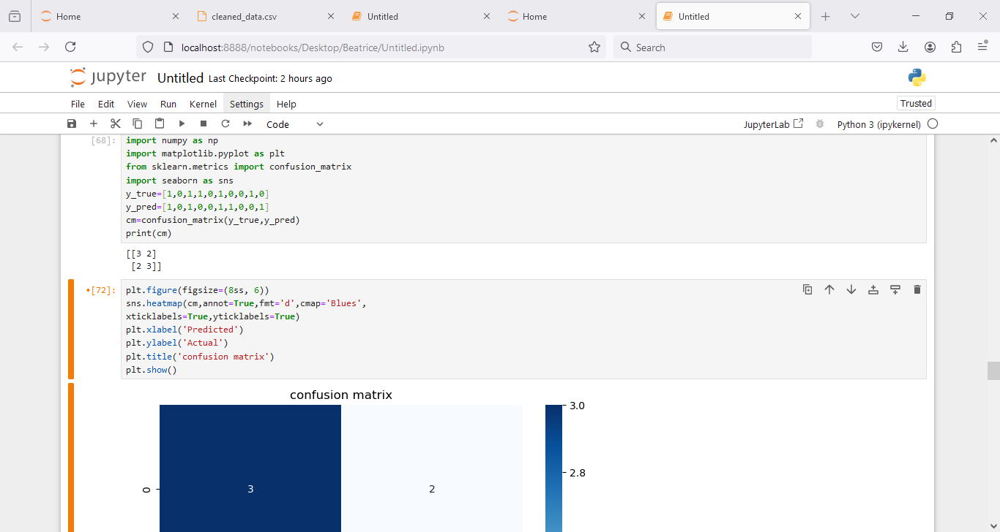 Home
cleaned_data.csv
Untitled
Home
Untitled
localhost:8888/notebooks/Desktop/Beatrice/Untitled.ipynb
Search
jupyter Untitled Last Checkpoint: 2 hours ago
File Edit View Run Kernel Settings Help
Trusted
Code
JupyterLab
Python 3 (ipykernel)
[68]: import numpy as np
import matplotlib.pyplot as plt
from sklearn.metrics import confusion_matrix
import seaborn as sns
y_true=[1,0,1,1,0,1,0,0,1,0]
y_pred=[1,0,1,0,0,1,1,0,0,1]
cm=confusion_matrix(y_true,y_pred)
print(cm)
[[3 2]
 [2 3]]
•[72]: plt.figure(figsize=(8ss, 6))
sns.heatmap(cm,annot=True,fmt='d',cmap='Blues',
xticklabels=True,yticklabels=True)
plt.xlabel('Predicted')
plt.ylabel('Actual')
plt.title('confusion matrix')
plt.show()
confusion matrix
3.0
2.8
0
3
2